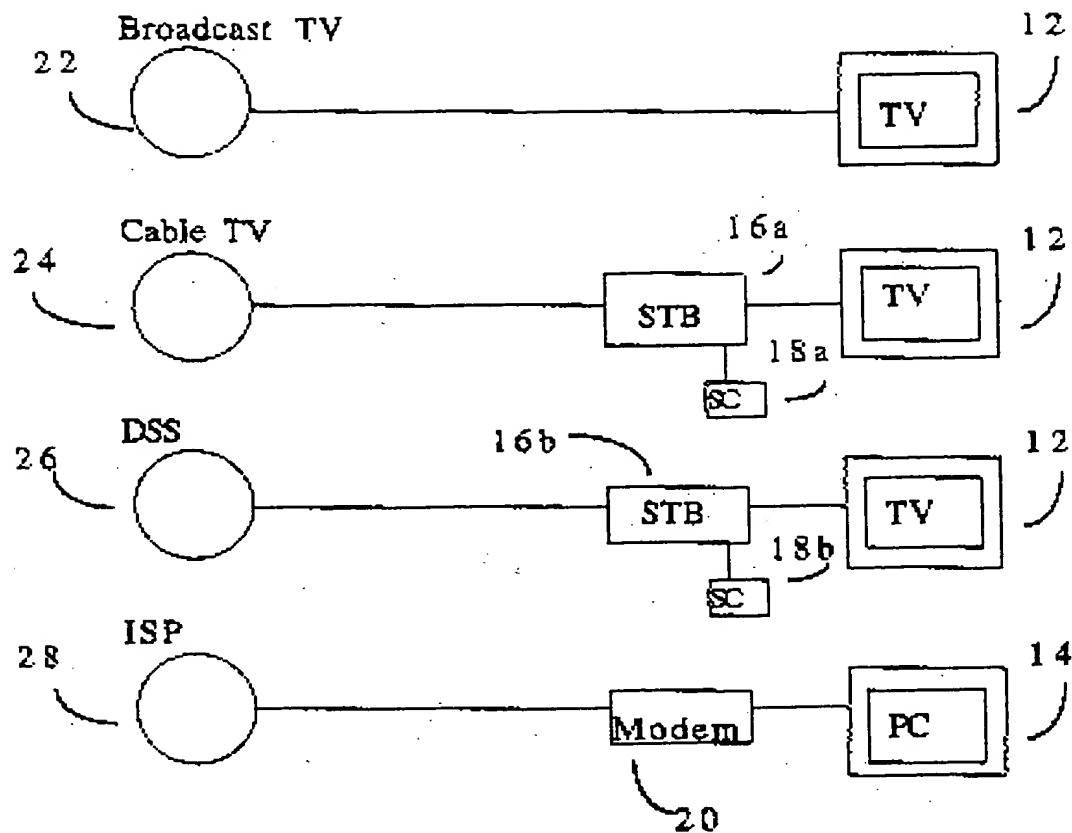 Broadcast TV
22
12
TV
Cable TV
24
16a
12
STB
TV
18a
SC
DSS
26
16b
12
STB
TV
18b
SC
ISP
28
14
Modem
PC
20